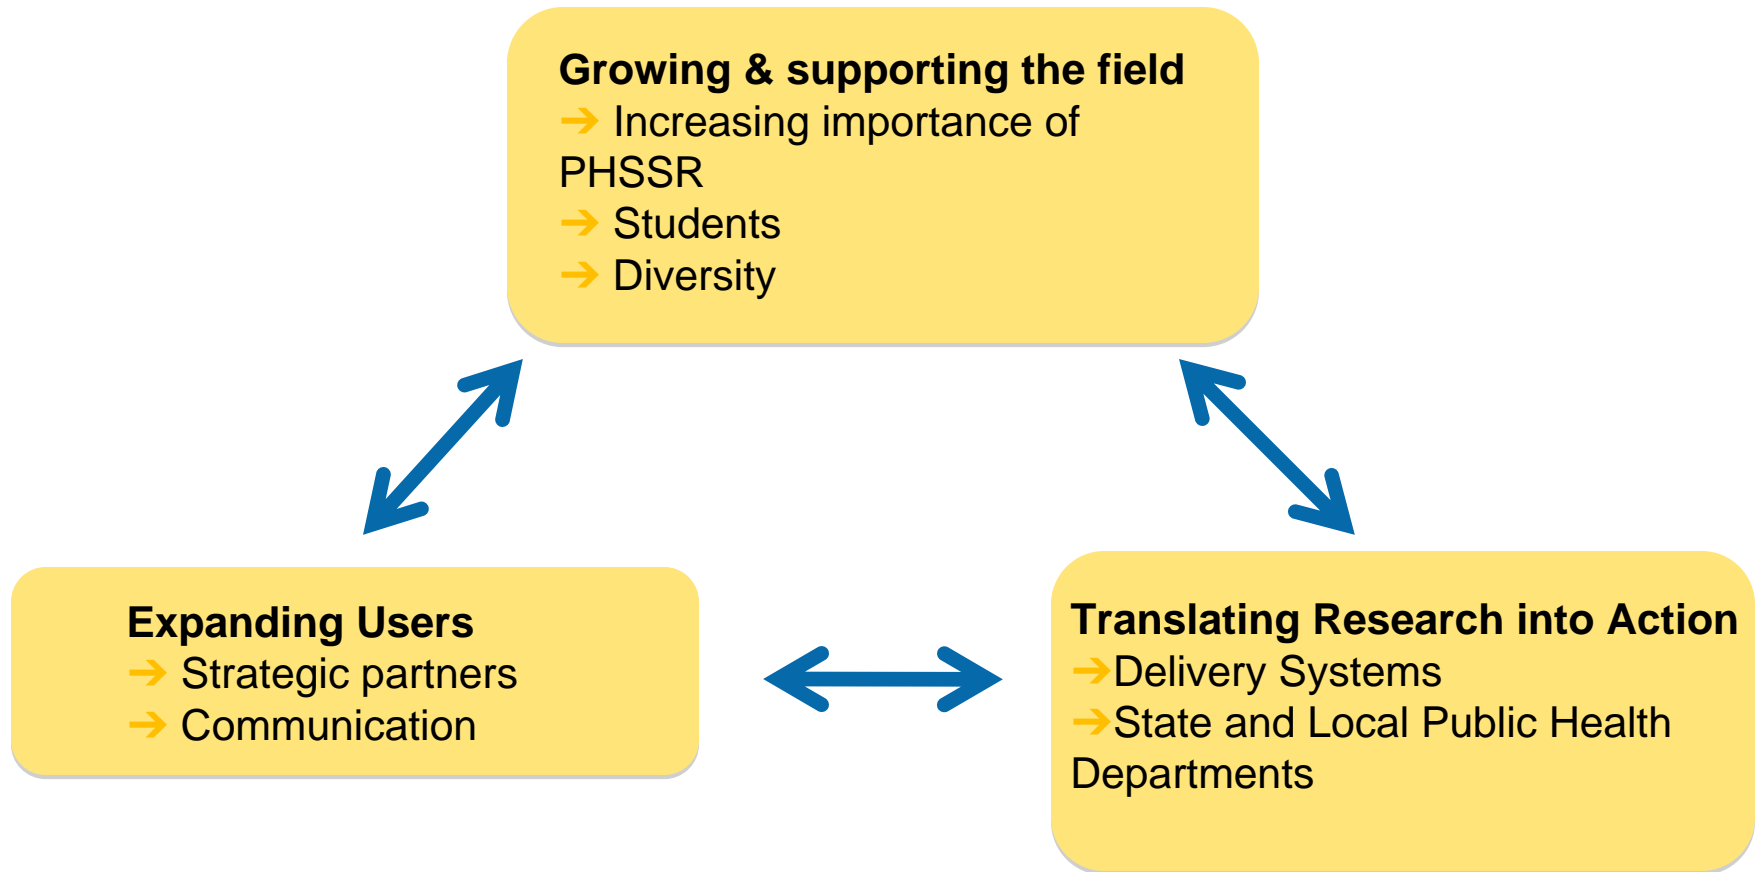 Growing & supporting the field
➔ Increasing importance of
PHSSR
➔ Students
➔ Diversity
Expanding Users
➔ Strategic partners
➔ Communication
Translating Research into Action
➔Delivery Systems
➔State and Local Public Health
Departments